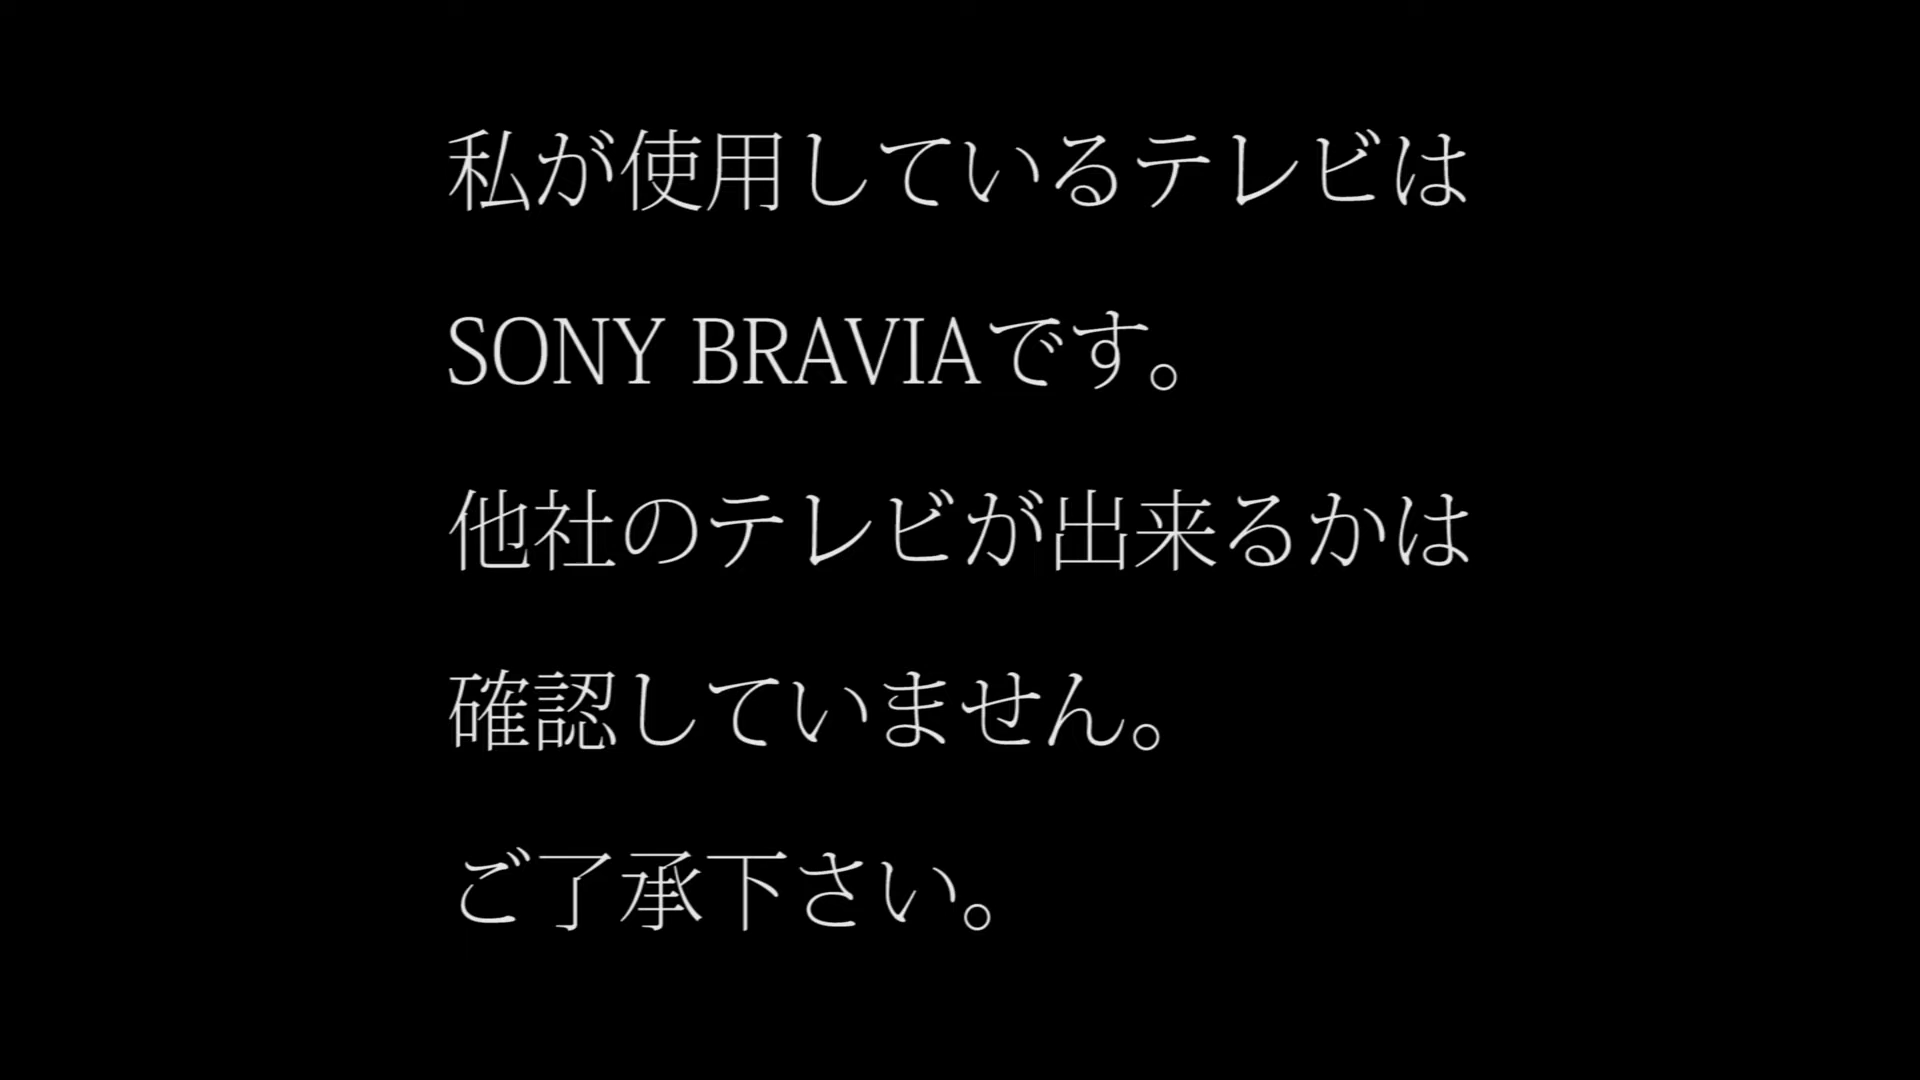 私が使用しているテレビは
SONY BRAVIAです。
他社のテレビが出来るかは
確認していません。
ご了承下さい。